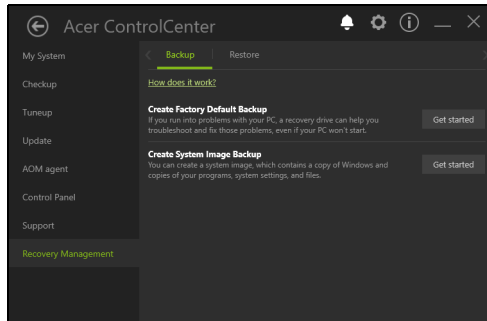 Acer ControlCenter
My System
Checkup
Tuneup
Update
AOM agent
Control Panel
Support
Recovery Management
Backup
Restore
How does it work?
Create Factory Default Backup
If you run into problems with your PC, a recovery drive can help you
troubleshoot and fix those problems, even if your PC won't start.
Get started
Create System Image Backup
You can create a system image, which contains a copy of Windows and
copies of your programs, system settings, and files.
Get started